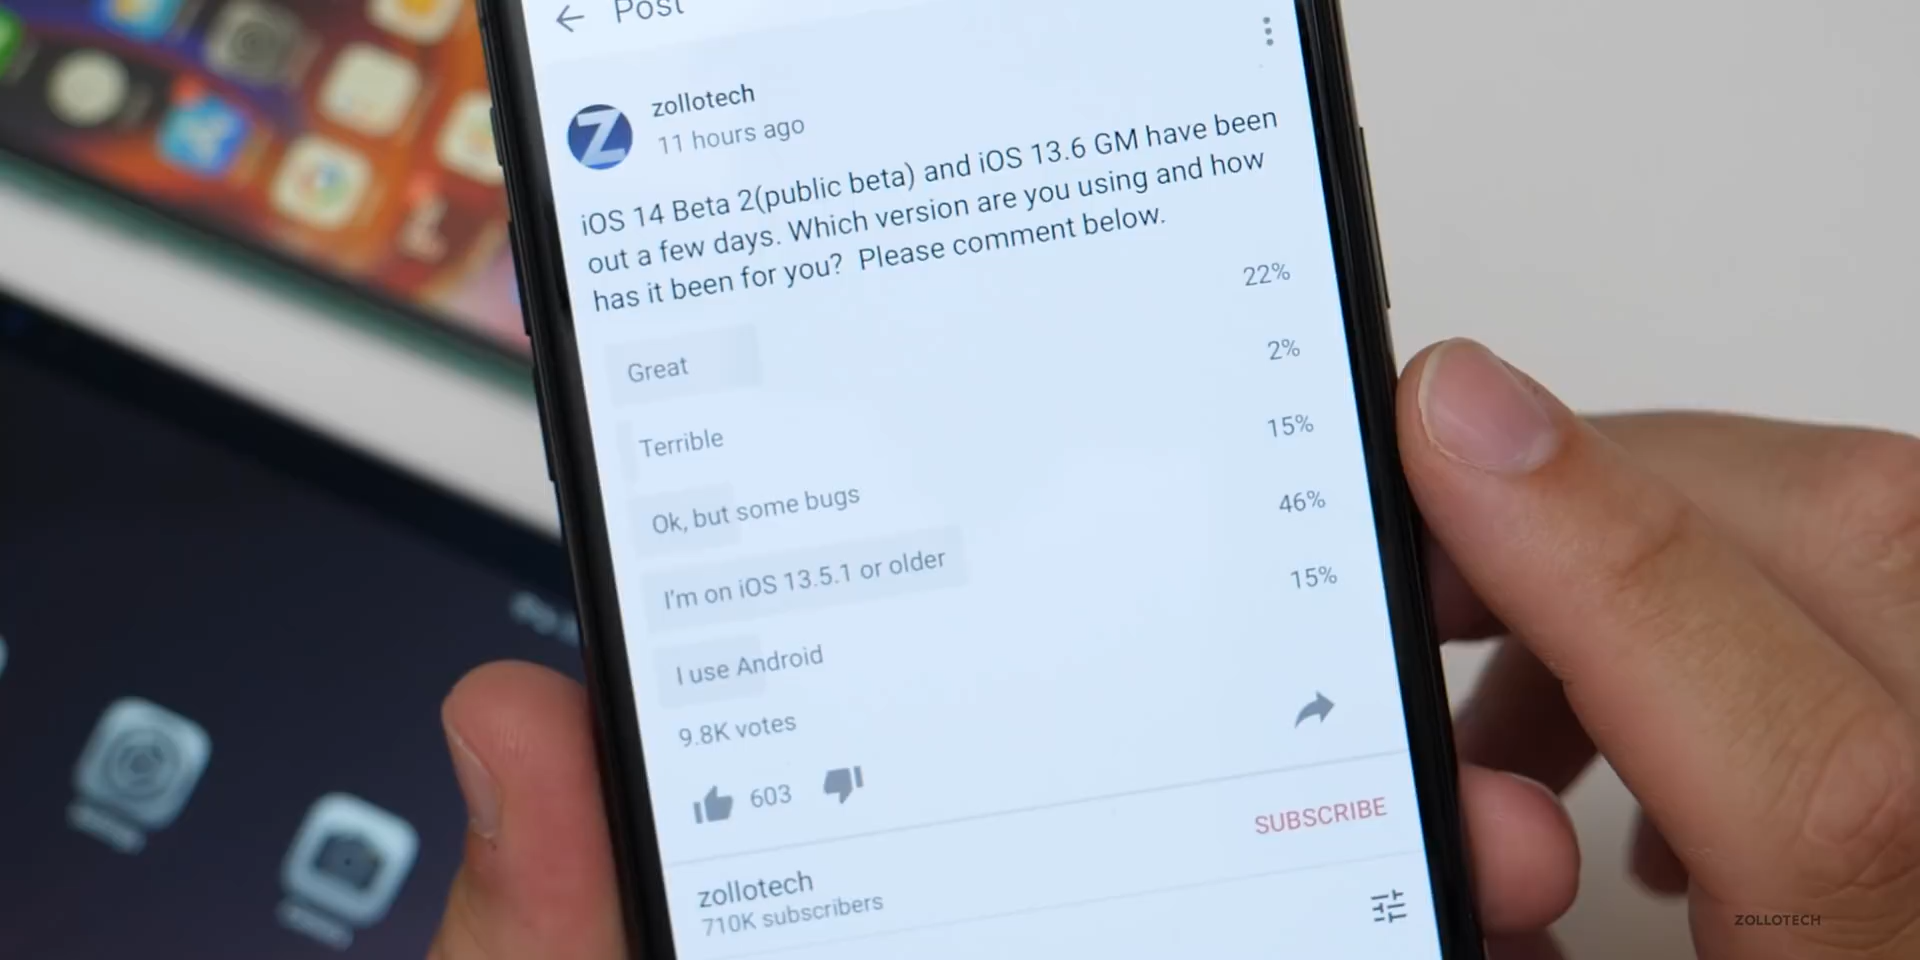 Post
zollotech
11 hours ago
iOS 14 Beta 2(public beta) and iOS 13.6 GM have been
out a few days. Which version are you using and how
has it been for you?  Please comment below.
Great 22%
Terrible 2%
Ok, but some bugs 15%
I'm on iOS 13.5.1 or older 46%
I use Android 15%
9.8K votes
603
zollotech
SUBSCRIBE
710K subscribers
ZOLLOTECH